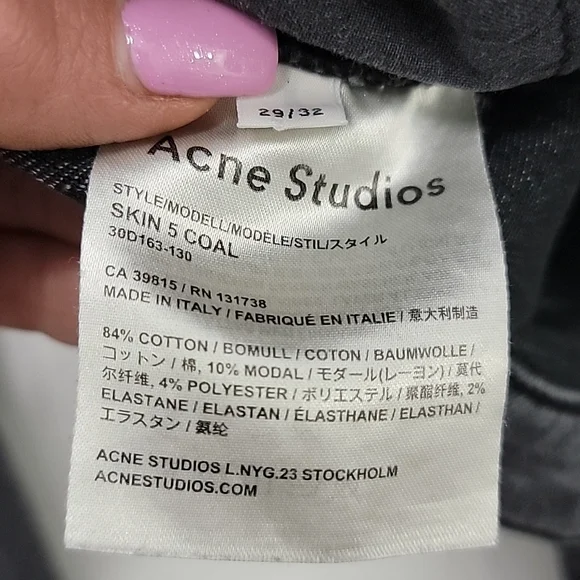 29/32
Acne Studios
STYLE/MODELL/MODÈLE/STIL/スタイル
SKIN 5 COAL
30D163-130
CA 39815 / RN 131738
MADE IN ITALY / FABRIQUÉ EN ITALIE / 意大利制造
84% COTTON / BOMULL / COTON / BAUMWOLLE /
コットン / 棉, 10% MODAL / モダール(レーヨン) / 莫代
尔纤维, 4% POLYESTER / ポリエステル / 聚酯纤维, 2%
ELASTANE / ELASTAN / ÉLASTHANE / ELASTHAN /
エラスタン / 氨纶
ACNE STUDIOS L.NYG.23 STOCKHOLM
ACNESTUDIOS.COM